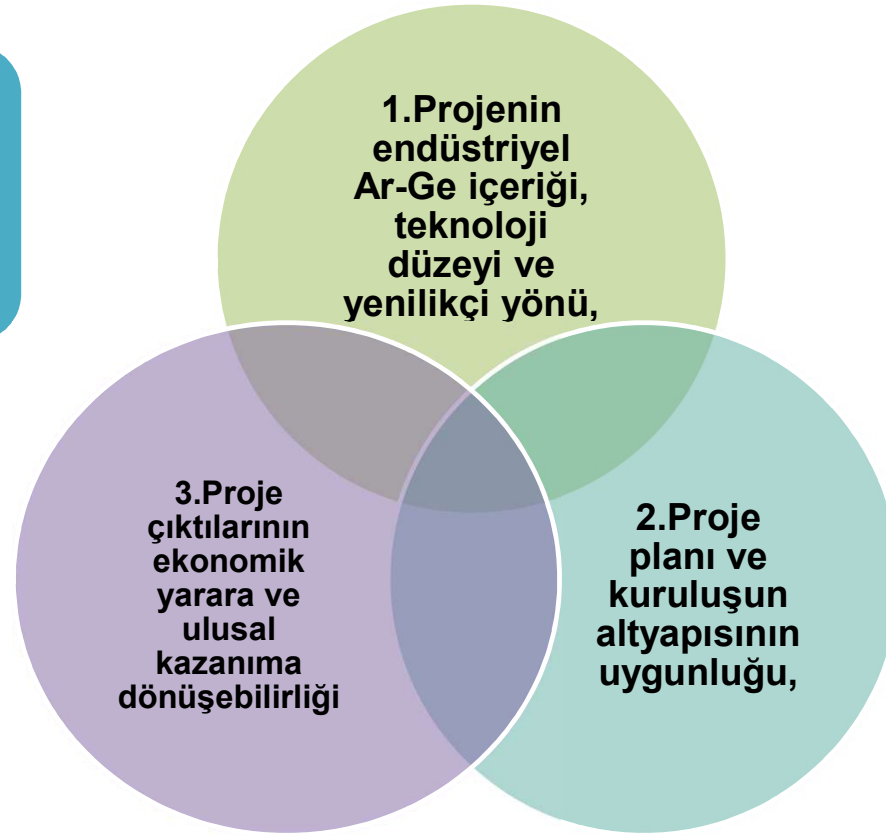 1.Projenin
endüstriyel
Ar-Ge içeriği,
teknoloji
düzeyi ve
yenilikçi yönü,
2.Proje
planı ve
kuruluşun
altyapısının
uygunluğu,
3.Proje
çıktılarının
ekonomik
yarara ve
ulusal
kazanıma
dönüşebilirliği